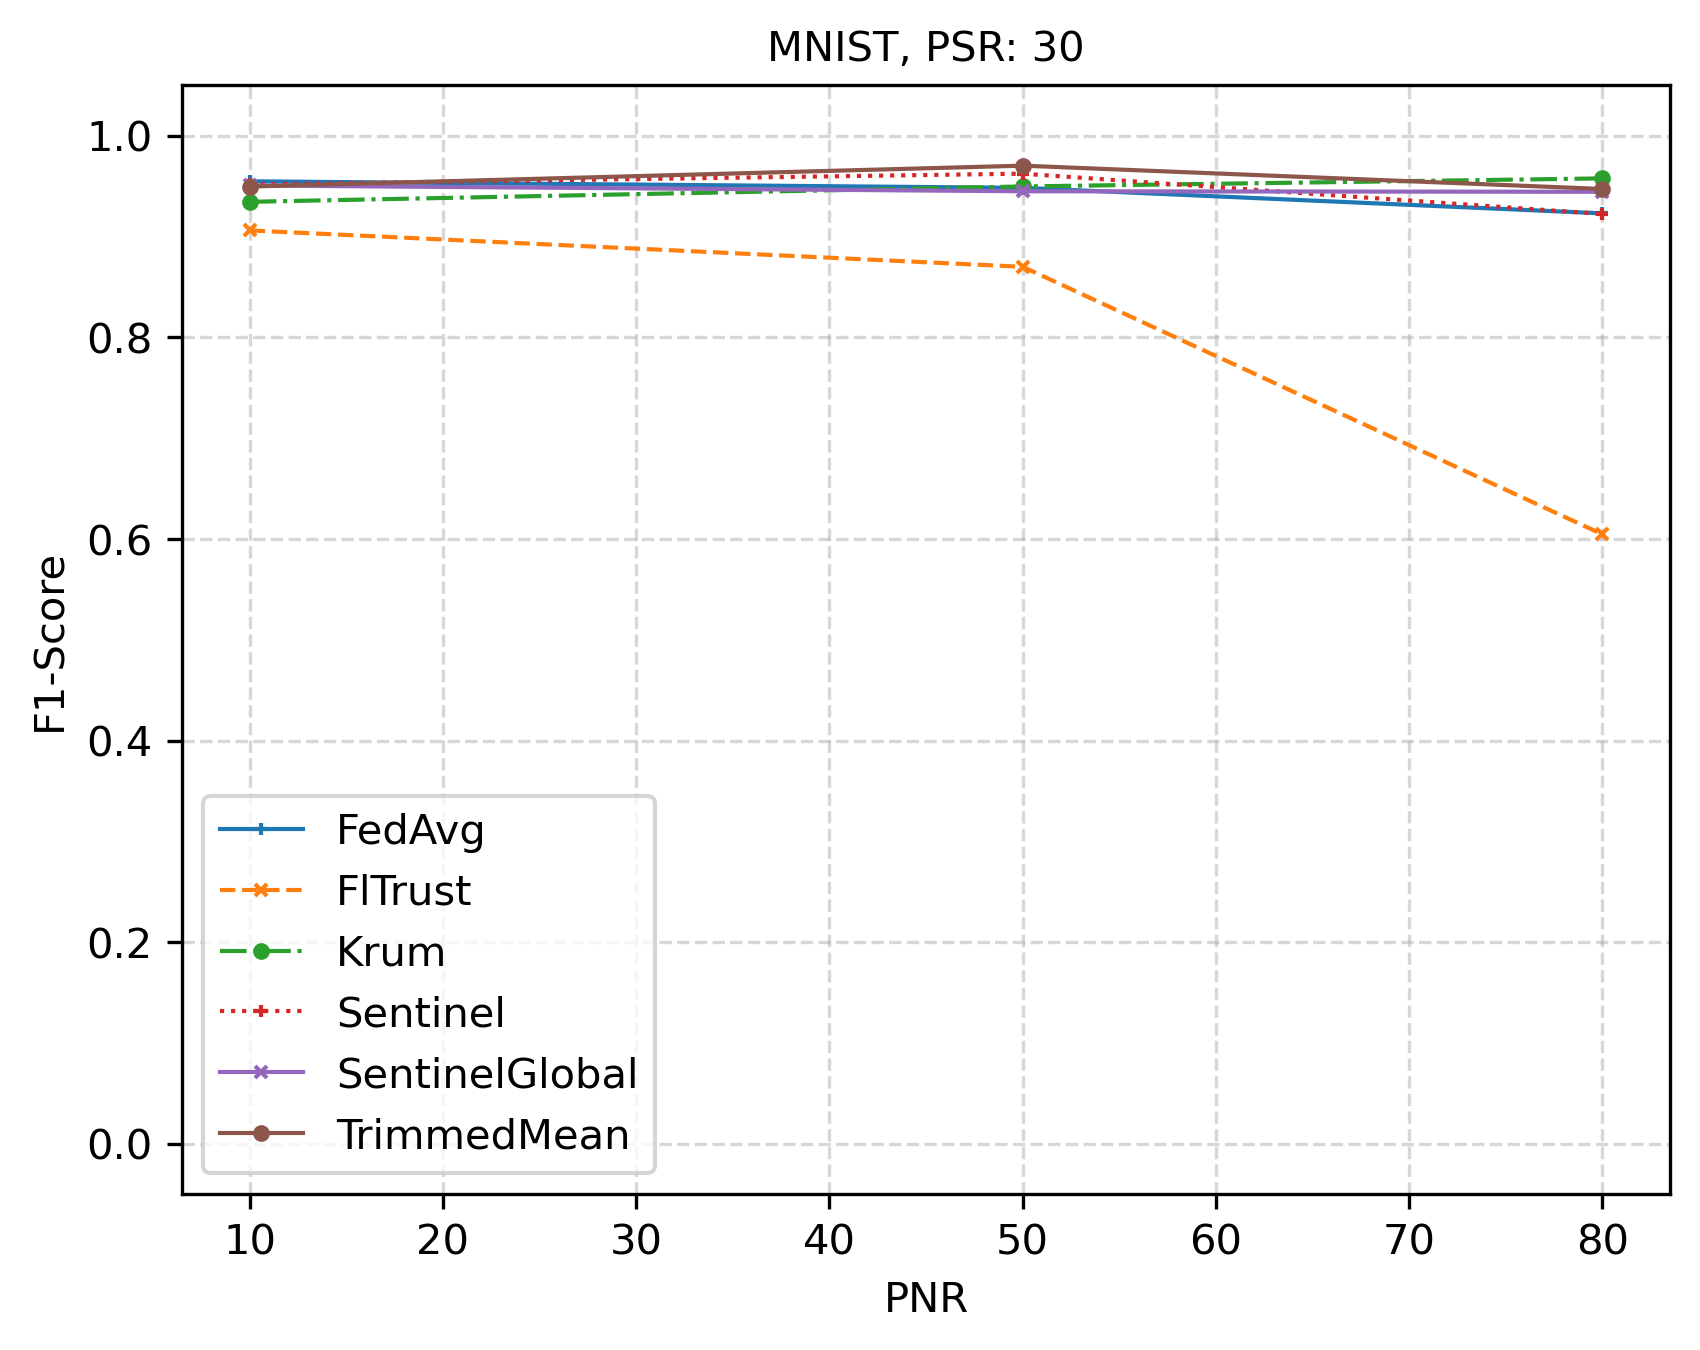 MNIST, PSR: 30
1.0
0.8
0.6
0.4
0.2
0.0
F1-Score
FedAvg
FlTrust
Krum
Sentinel
SentinelGlobal
TrimmedMean
10 20 30 40 50 60 70 80
PNR